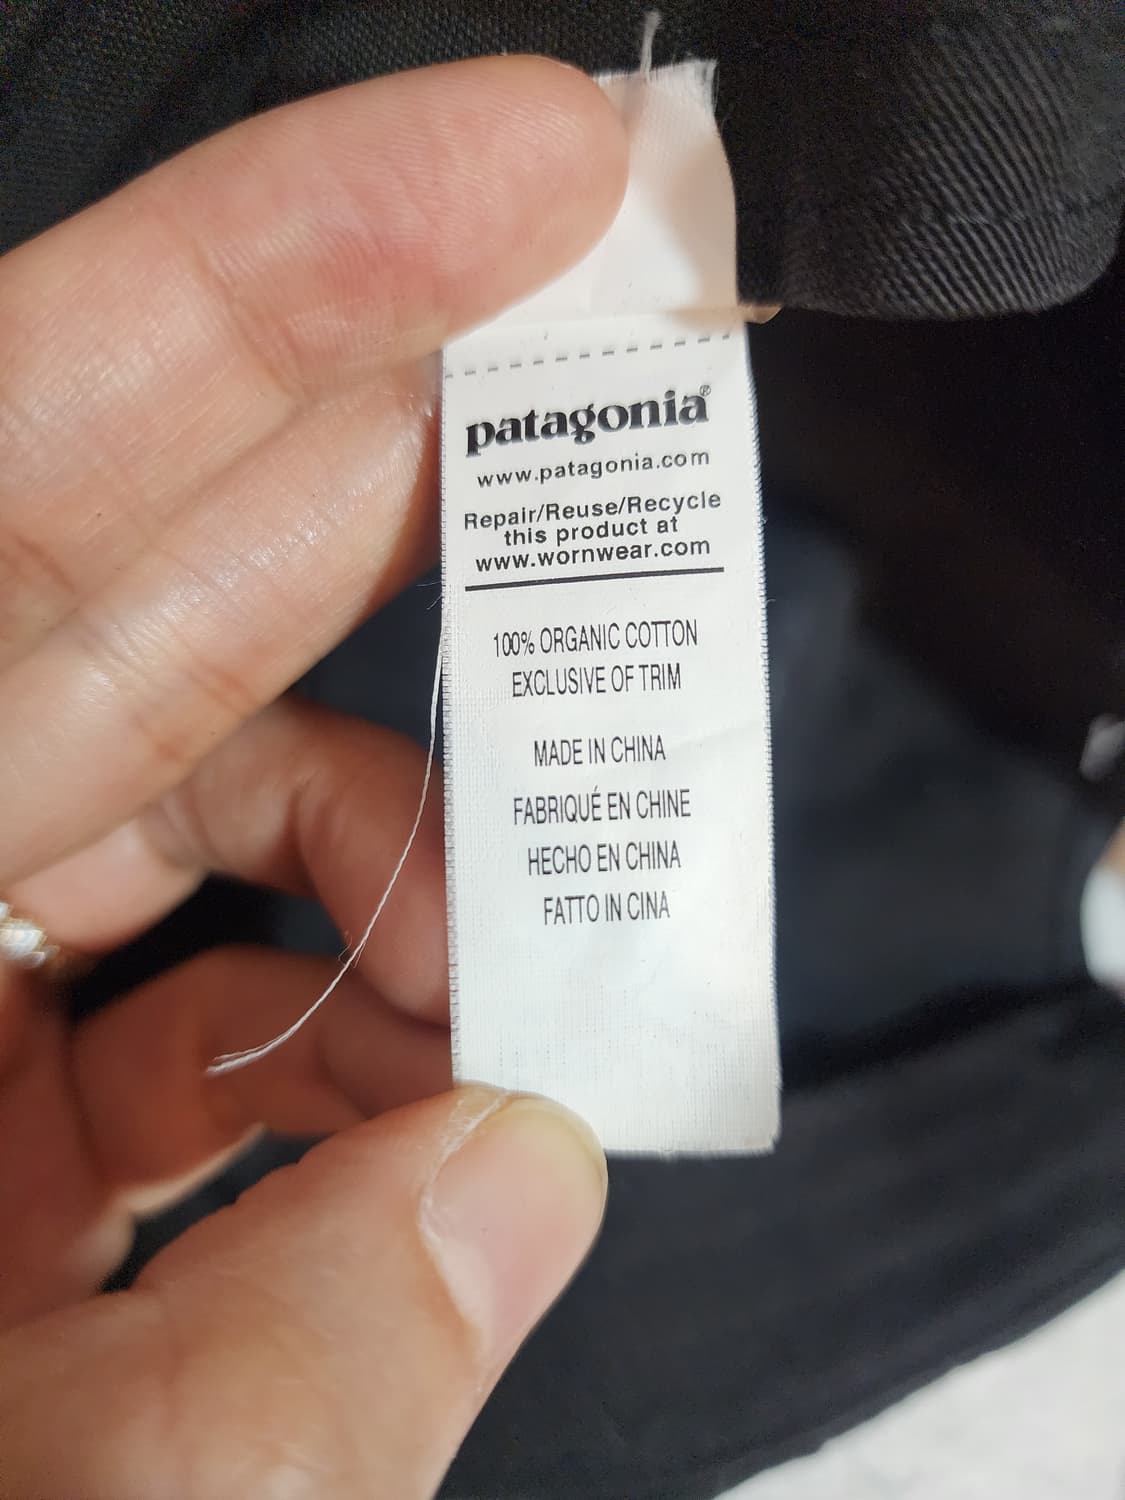 patagonia®
www.patagonia.com
Repair/Reuse/Recycle
this product at
www.wornwear.com
100% ORGANIC COTTON
EXCLUSIVE OF TRIM
MADE IN CHINA
FABRIQUÉ EN CHINE
HECHO EN CHINA
FATTO IN CINA